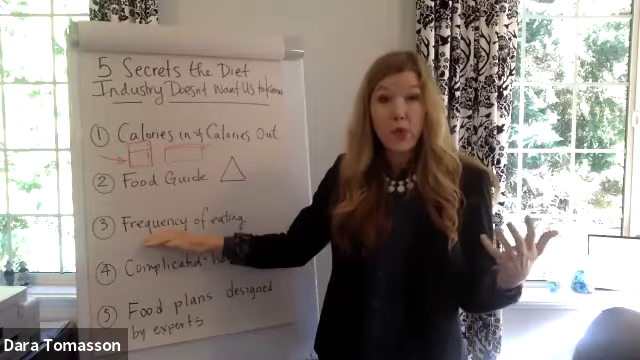 5 Secrets the Diet
Industry Doesnt Want Us to Know
1 Calories in & Calories Out
2 Food Guide
3 Frequency of eating
4 Complicated
5 Food plans designed
by experts
Dara Tomasson